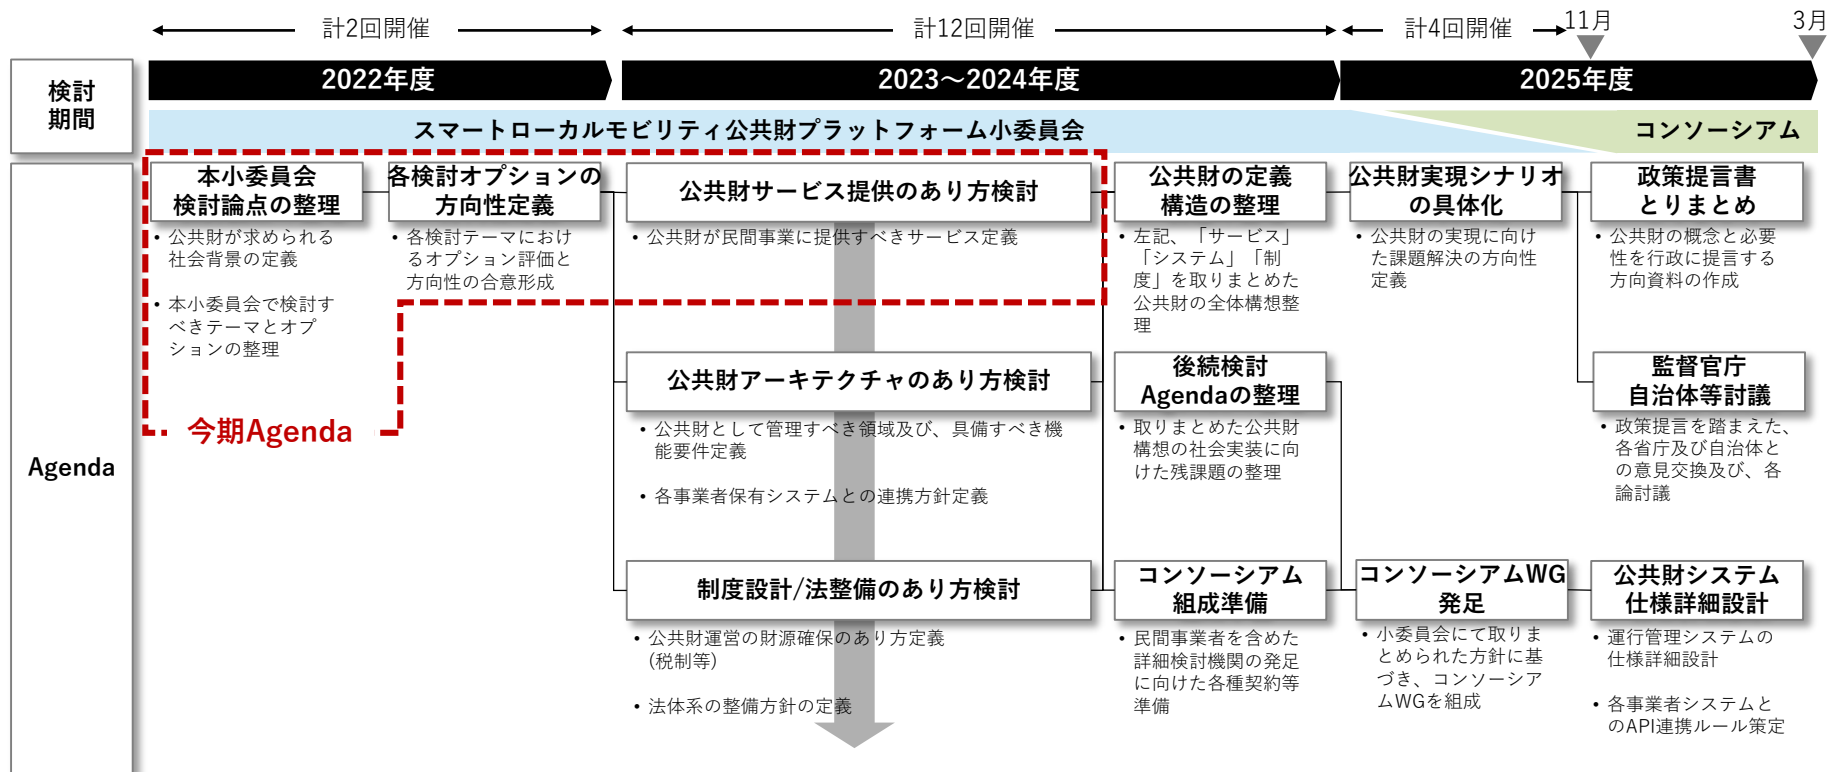 計2回開催
計12回開催
計4回開催
11月
3月
検討
期間
2022年度
2023～2024年度
2025年度
スマートローカルモビリティ公共財プラットフォーム小委員会
コンソーシアム
Agenda
本小委員会
検討論点の整理
• 公共財が求められる
社会背景の定義
• 本小委員会で検討す
べきテーマとオプ
ションの整理
今期Agenda
各検討オプションの
方向性定義
• 各検討テーマにおけ
るオプション評価と
方向性の合意形成
公共財サービス提供のあり方検討
• 公共財が民間事業に提供すべきサービス定義
公共財アーキテクチャのあり方検討
• 公共財として管理すべき領域及び、具備すべき機
能要件定義
• 各事業者保有システムとの連携方針定義
制度設計/法整備のあり方検討
• 公共財運営の財源確保のあり方定義
(税制等)
• 法体系の整備方針の定義
公共財の定義
構造の整理
• 左記、「サービス」
「システム」「制
度」を取りまとめた
公共財の全体構想整
理
後続検討
Agendaの整理
• 取りまとめた公共財
構想の社会実装に向
けた残課題の整理
コンソーシアム
組成準備
• 民間事業者を含めた
詳細検討機関の発足
に向けた各種契約等
準備
公共財実現シナリオ
の具体化
• 公共財の実現に向け
た課題解決の方向性
定義
コンソーシアムWG
発足
• 小委員会にて取りま
とめられた方針に基
づき、コンソーシア
ムWGを組成
政策提言書
とりまとめ
• 公共財の概念と必要
性を行政に提言する
方向資料の作成
監督官庁
自治体等討議
• 政策提言を踏まえた、
各省庁及び自治体と
の意見交換及び、各
論討議
公共財システム
仕様詳細設計
• 運行管理システムの
仕様詳細設計
• 各事業者システムと
のAPI連携ルール策定